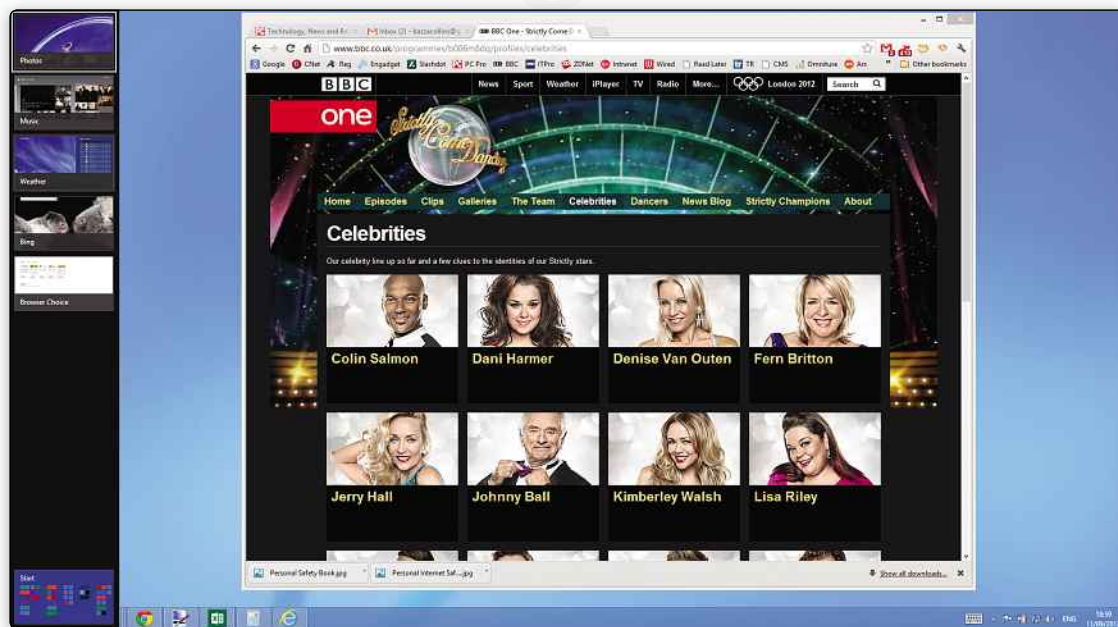 Photos
Music
Weather
Bing
Browser Choice
Start
BBC One - Strictly Come D
www.bbc.co.uk/programmes/b006m8dq/profiles/celebrities
Google CNet Reg Engadget Slashdot PC Pro BBC ITPro ZDNet Intranet Wired Read Later TR CMS Omniture Ars Other bookmarks
BBC News Sport Weather iPlayer TV Radio More... London 2012 Search
one
Strictly Come Dancing
Home Episodes Clips Galleries The Team Celebrities Dancers News Blog Strictly Champions About
Celebrities
Our celebrity line up so far and a few clues to the identities of our Strictly stars.
Colin Salmon Dani Harmer Denise Van Outen Fern Britton
Jerry Hall Johnny Ball Kimberley Walsh Lisa Riley
Personal Safety Book.jpg Personal Internet Saf....jpg Show all downloads...
ENG